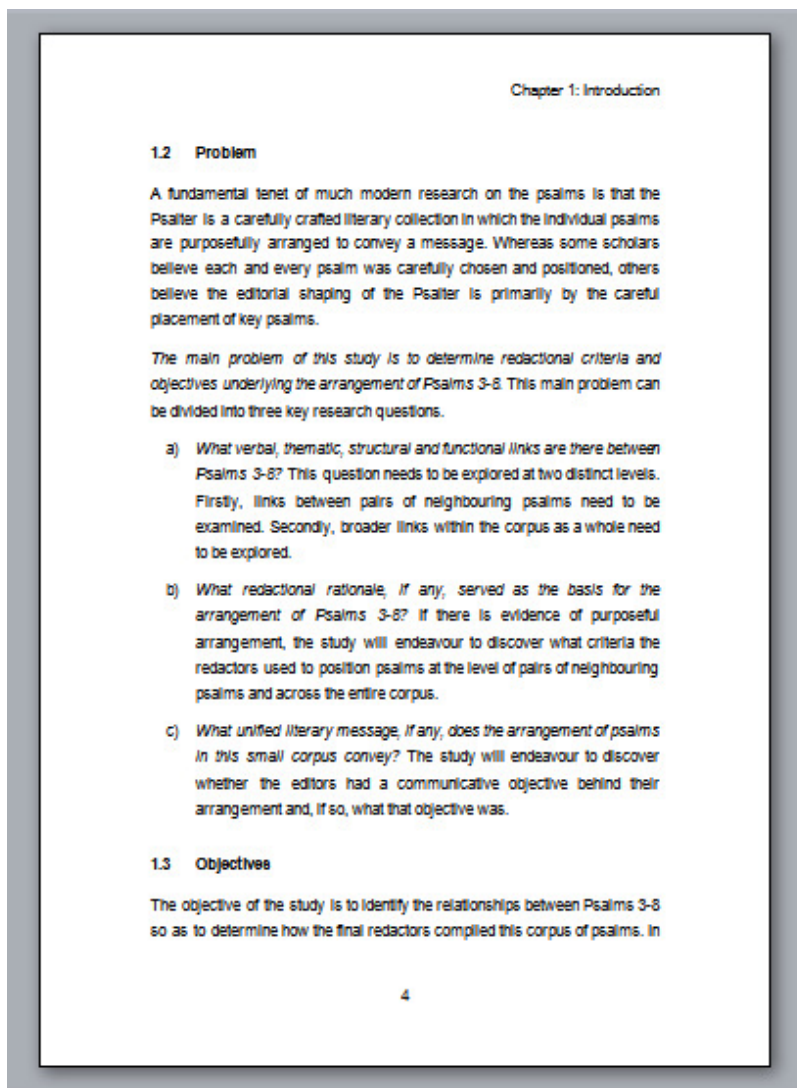 Chapter 1: Introduction
1.2 Problem
A fundamental tenet of much modern research on the psalms is that the
Psalter is a carefully crafted literary collection in which the individual psalms
are purposefully arranged to convey a message. Whereas some scholars
believe each and every psalm was carefully chosen and positioned, others
believe the editorial shaping of the Psalter is primarily by the careful
placement of key psalms.
The main problem of this study is to determine redactional criteria and
objectives underlying the arrangement of Psalms 3-8. This main problem can
be divided into three key research questions.
a) What verbal, thematic, structural and functional links are there between
Psalms 3-8? This question needs to be explored at two distinct levels.
Firstly, links between pairs of neighbouring psalms need to be
examined. Secondly, broader links within the corpus as a whole need
to be explored.
b) What redactional rationale, if any, served as the basis for the
arrangement of Psalms 3-8? If there is evidence of purposeful
arrangement, the study will endeavour to discover what criteria the
redactors used to position psalms at the level of pairs of neighbouring
psalms and across the entire corpus.
c) What unified literary message, if any, does the arrangement of psalms
in this small corpus convey? The study will endeavour to discover
whether the editors had a communicative objective behind their
arrangement and, if so, what that objective was.
1.3 Objectives
The objective of the study is to identify the relationships between Psalms 3-8
so as to determine how the final redactors compiled this corpus of psalms. In
4